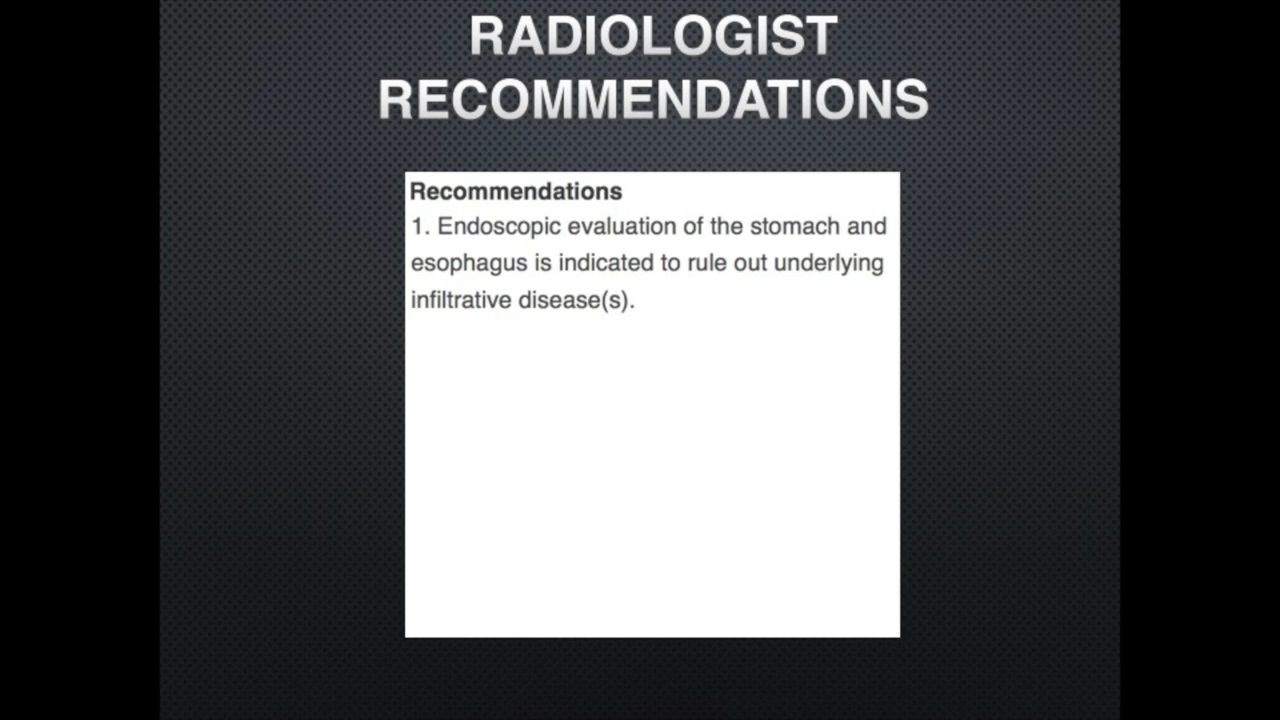 RADIOLOGIST
RECOMMENDATIONS
Recommendations
1. Endoscopic evaluation of the stomach and
esophagus is indicated to rule out underlying
infiltrative disease(s).